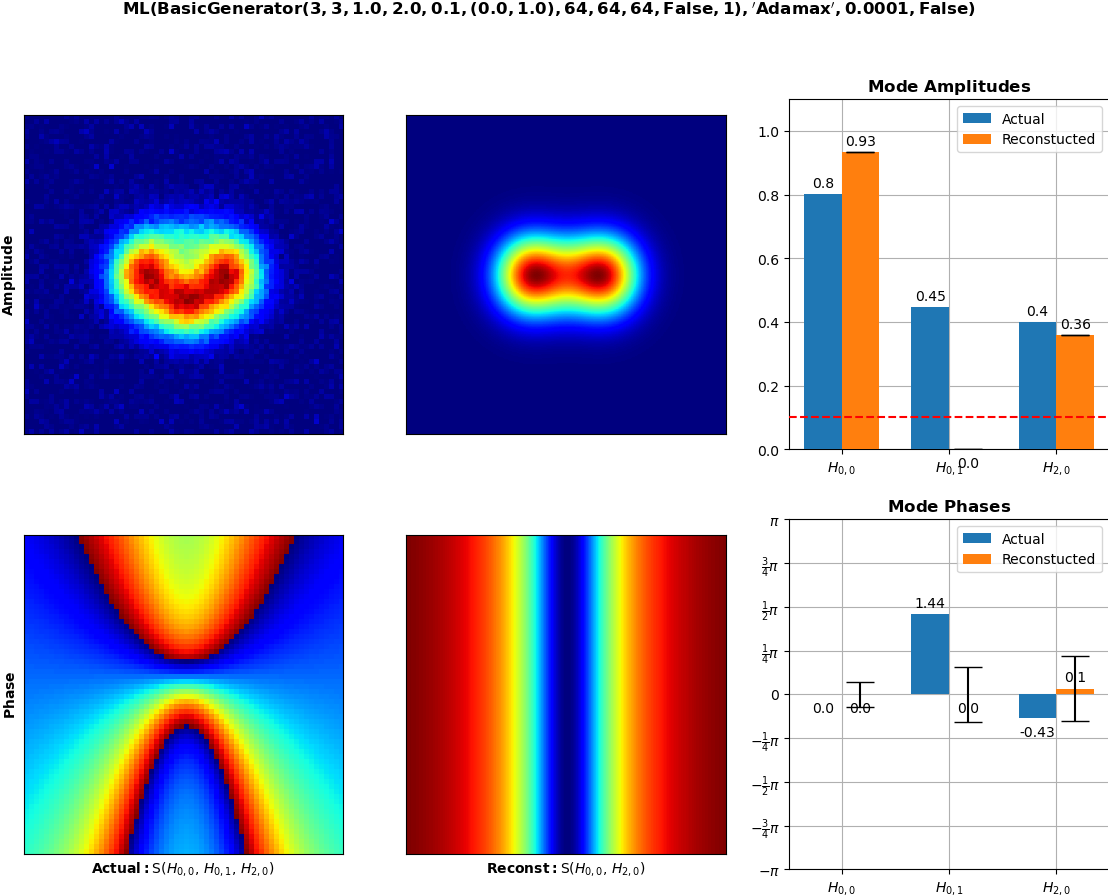 ML(BasicGenerator(3, 3, 1.0, 2.0, 0.1, (0.0, 1.0), 64, 64, 64, False, 1), ′Adamax′, 0.0001, False)
Amplitude
Mode Amplitudes
Actual
Reconstucted
1.0
0.8
0.6
0.4
0.2
0.0
0.8
0.93
0.45
0.0
0.4
0.36
H0,0
H0,1
H2,0
Phase
Actual: S(H0,0, H0,1, H2,0)
Reconst: S(H0,0, H2,0)
Mode Phases
Actual
Reconstucted
π
3/4π
1/2π
1/4π
0
−1/4π
−1/2π
−3/4π
−π
0.0
0.0
1.44
0.0
-0.43
0.1
H0,0
H0,1
H2,0